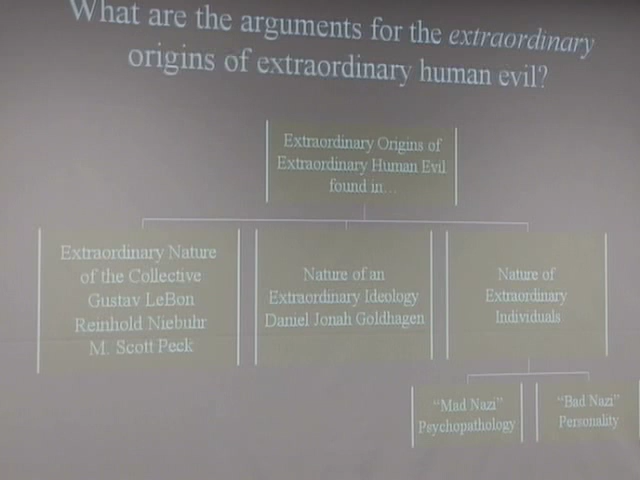 What are the arguments for the extraordinary
origins of extraordinary human evil?
Extraordinary Origins of
Extraordinary Human Evil
found in...
Extraordinary Nature
of the Collective
Gustav LeBon
Reinhold Niebuhr
M. Scott Peck
Nature of an
Extraordinary Ideology
Daniel Jonah Goldhagen
Nature of
Extraordinary
Individuals
"Mad Nazi"
Psychopathology
"Bad Nazi"
Personality